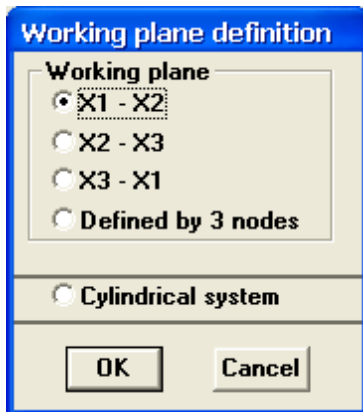 Working plane definition
Working plane
X1 - X2
X2 - X3
X3 - X1
Defined by 3 nodes
Cylindrical system
OK Cancel